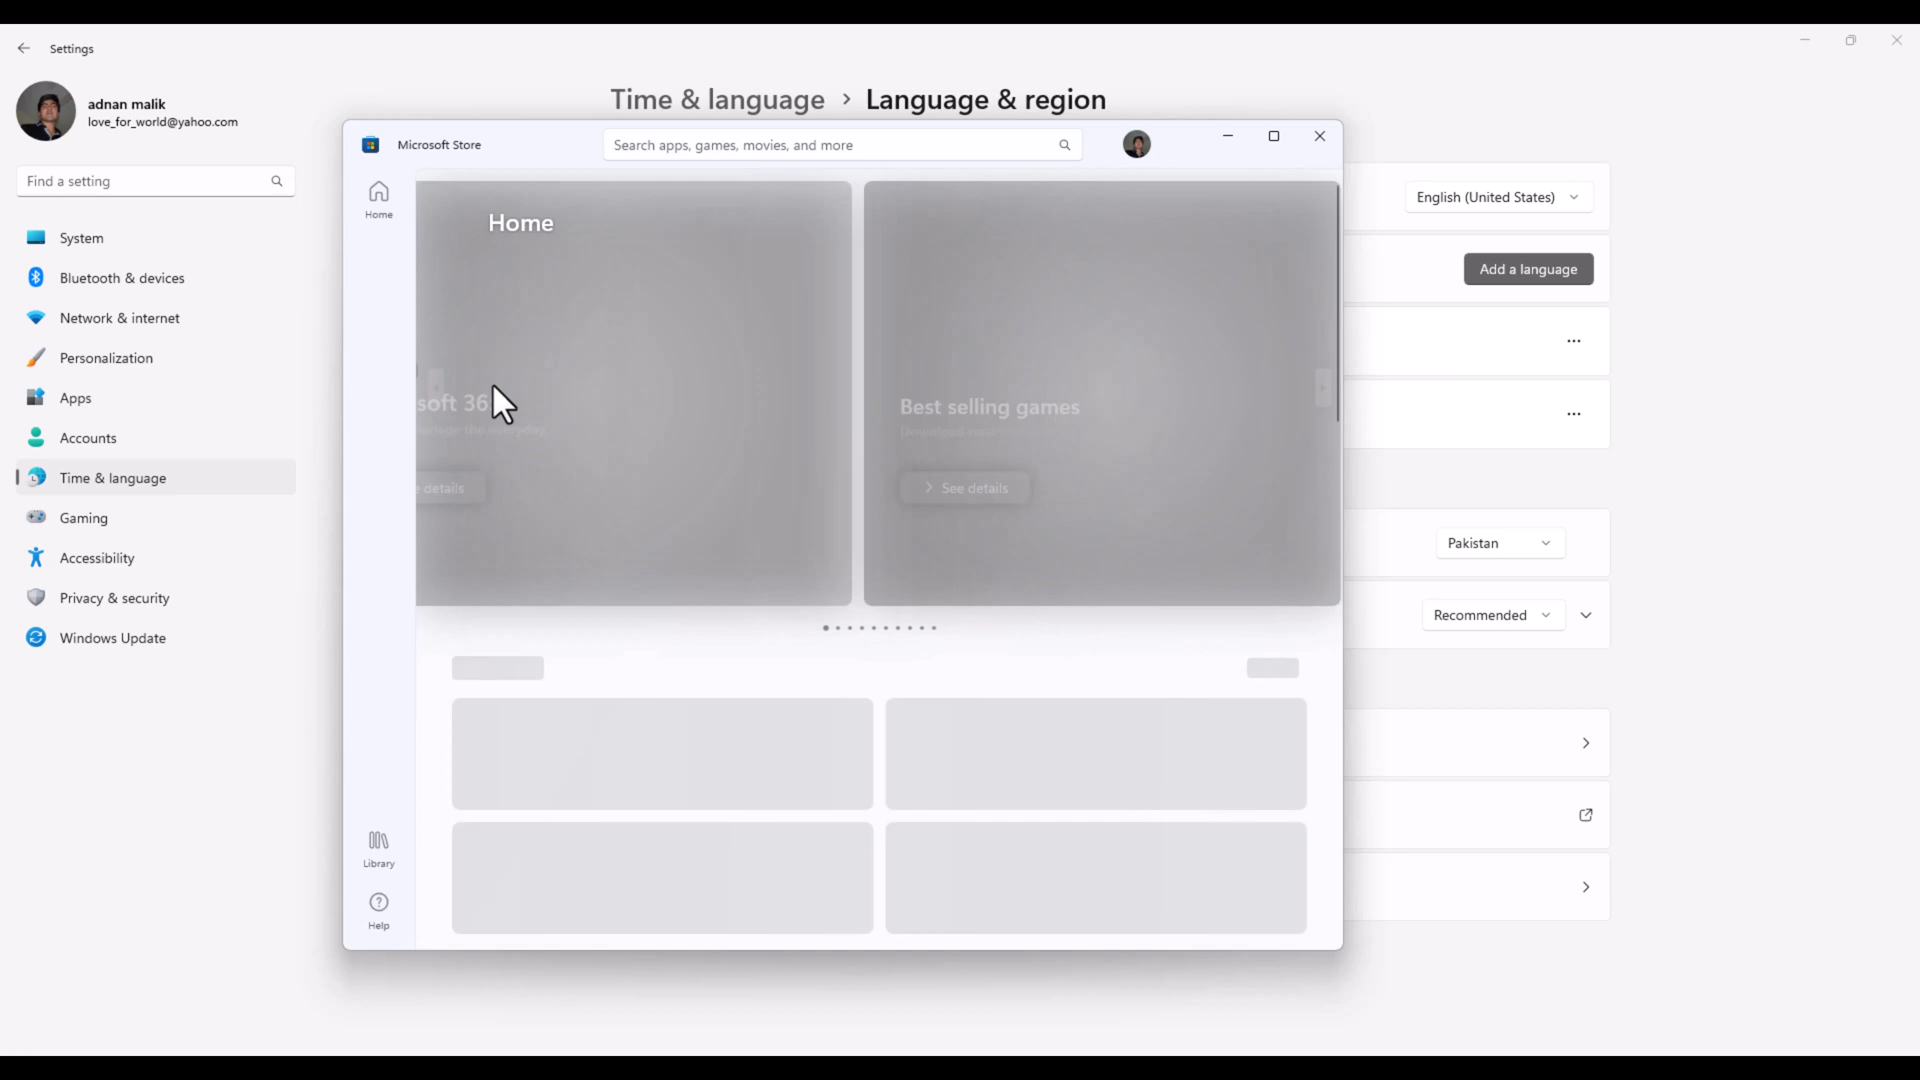 Settings
adnan malik
love_for_world@yahoo.com
Find a setting
System
Bluetooth & devices
Network & internet
Personalization
Apps
Accounts
Time & language
Gaming
Accessibility
Privacy & security
Windows Update
Time & language > Language & region
Microsoft Store
Search apps, games, movies, and more
Home
Home
soft 36
details
Best selling games
See details
Library
Help
English (United States)
Add a language
Pakistan
Recommended